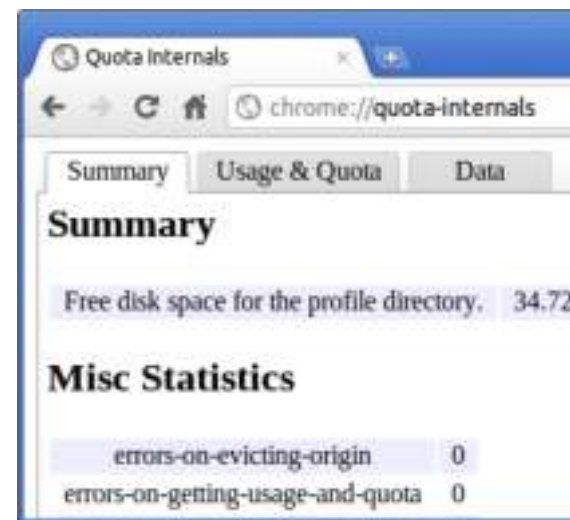 Quota Internals
chrome://quota-internals
Summary Usage & Quota Data
Summary
Free disk space for the profile directory. 34.72
Misc Statistics
errors-on-evicting-origin 0
errors-on-getting-usage-and-quota 0